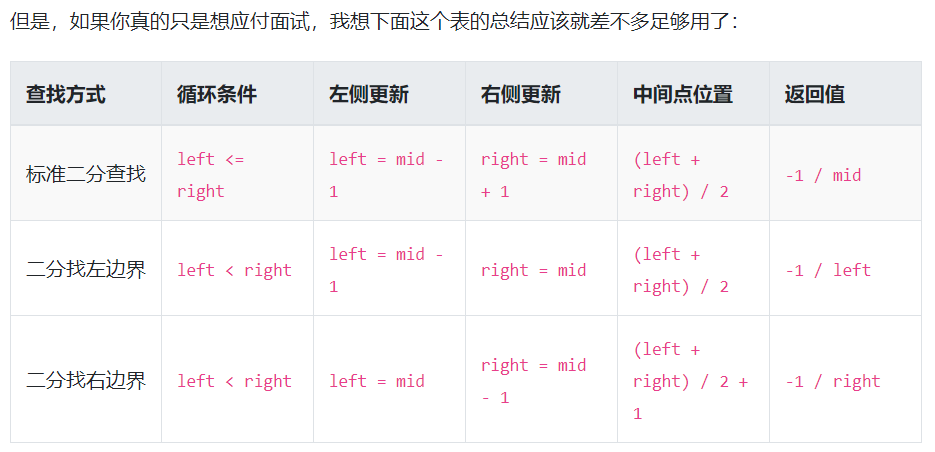 但是，如果你真的只是想应付面试，我想下面这个表的总结应该就差不多足够用了：
查找方式 循环条件 左侧更新 右侧更新 中间点位置 返回值
标准二分查找 left <= right left = mid - 1 right = mid + 1 (left + right) / 2 -1 / mid
二分找左边界 left < right left = mid - 1 right = mid (left + right) / 2 -1 / left
二分找右边界 left < right left = mid right = mid - 1 (left + right) / 2 + 1 -1 / right